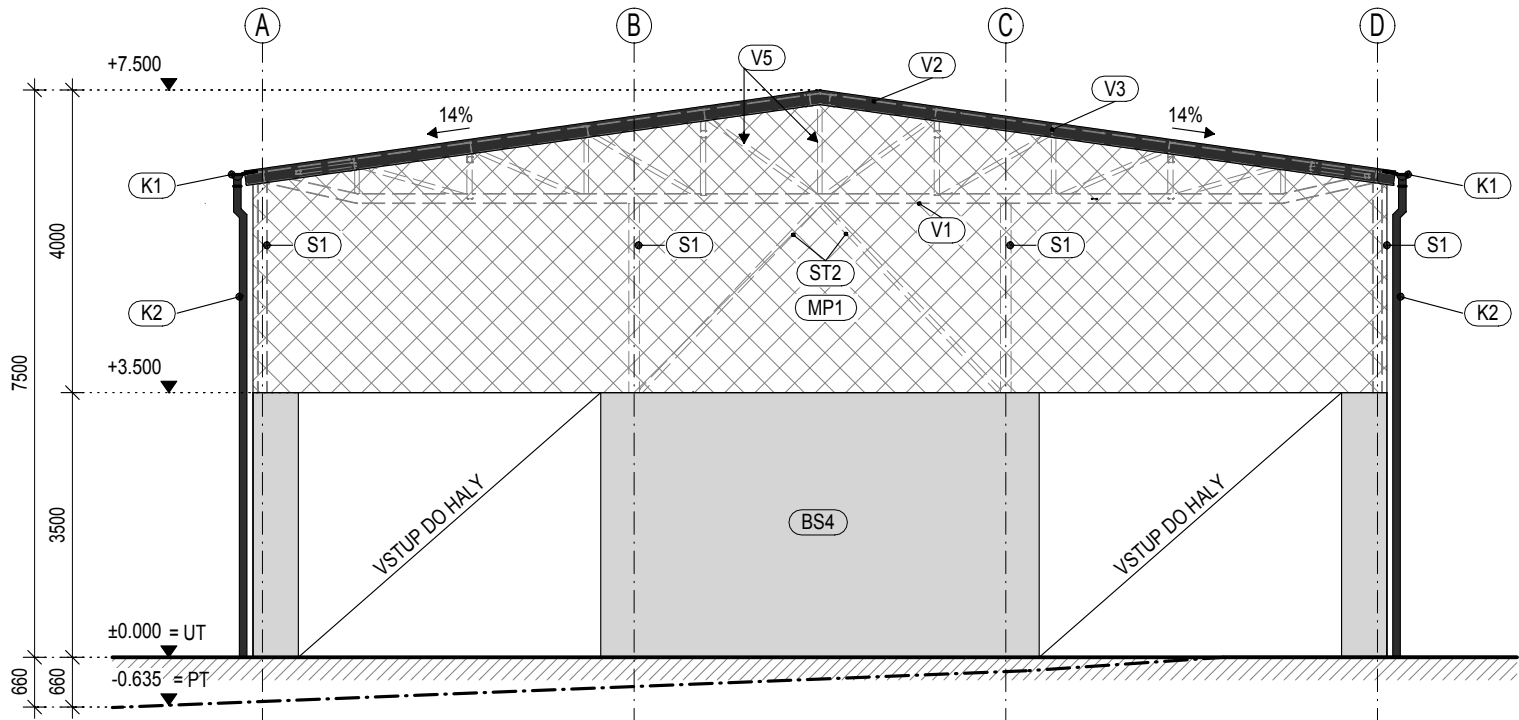 A
B
C
D
+7.500
V5
V2
V3
14%
14%
K1
K1
V1
S1
S1
S1
S1
ST2
MP1
K2
K2
4000
7500
+3.500
3500
VSTUP DO HALY
BS4
VSTUP DO HALY
±0.000 = UT
-0.635 = PT
660
660